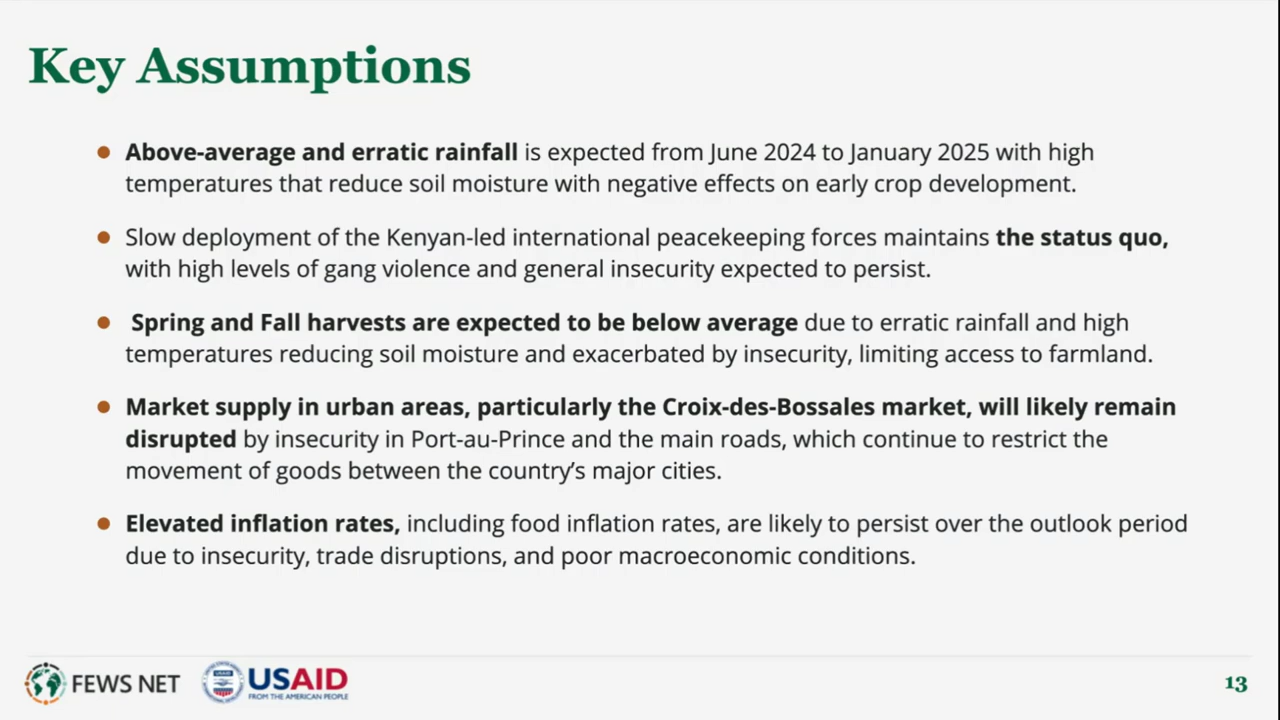 Key Assumptions
● Above-average and erratic rainfall is expected from June 2024 to January 2025 with high
temperatures that reduce soil moisture with negative effects on early crop development.
● Slow deployment of the Kenyan-led international peacekeeping forces maintains the status quo,
with high levels of gang violence and general insecurity expected to persist.
● Spring and Fall harvests are expected to be below average due to erratic rainfall and high
temperatures reducing soil moisture and exacerbated by insecurity, limiting access to farmland.
● Market supply in urban areas, particularly the Croix-des-Bossales market, will likely remain
disrupted by insecurity in Port-au-Prince and the main roads, which continue to restrict the
movement of goods between the country’s major cities.
● Elevated inflation rates, including food inflation rates, are likely to persist over the outlook period
due to insecurity, trade disruptions, and poor macroeconomic conditions.
FEWS NET
USAID
FROM THE AMERICAN PEOPLE
13